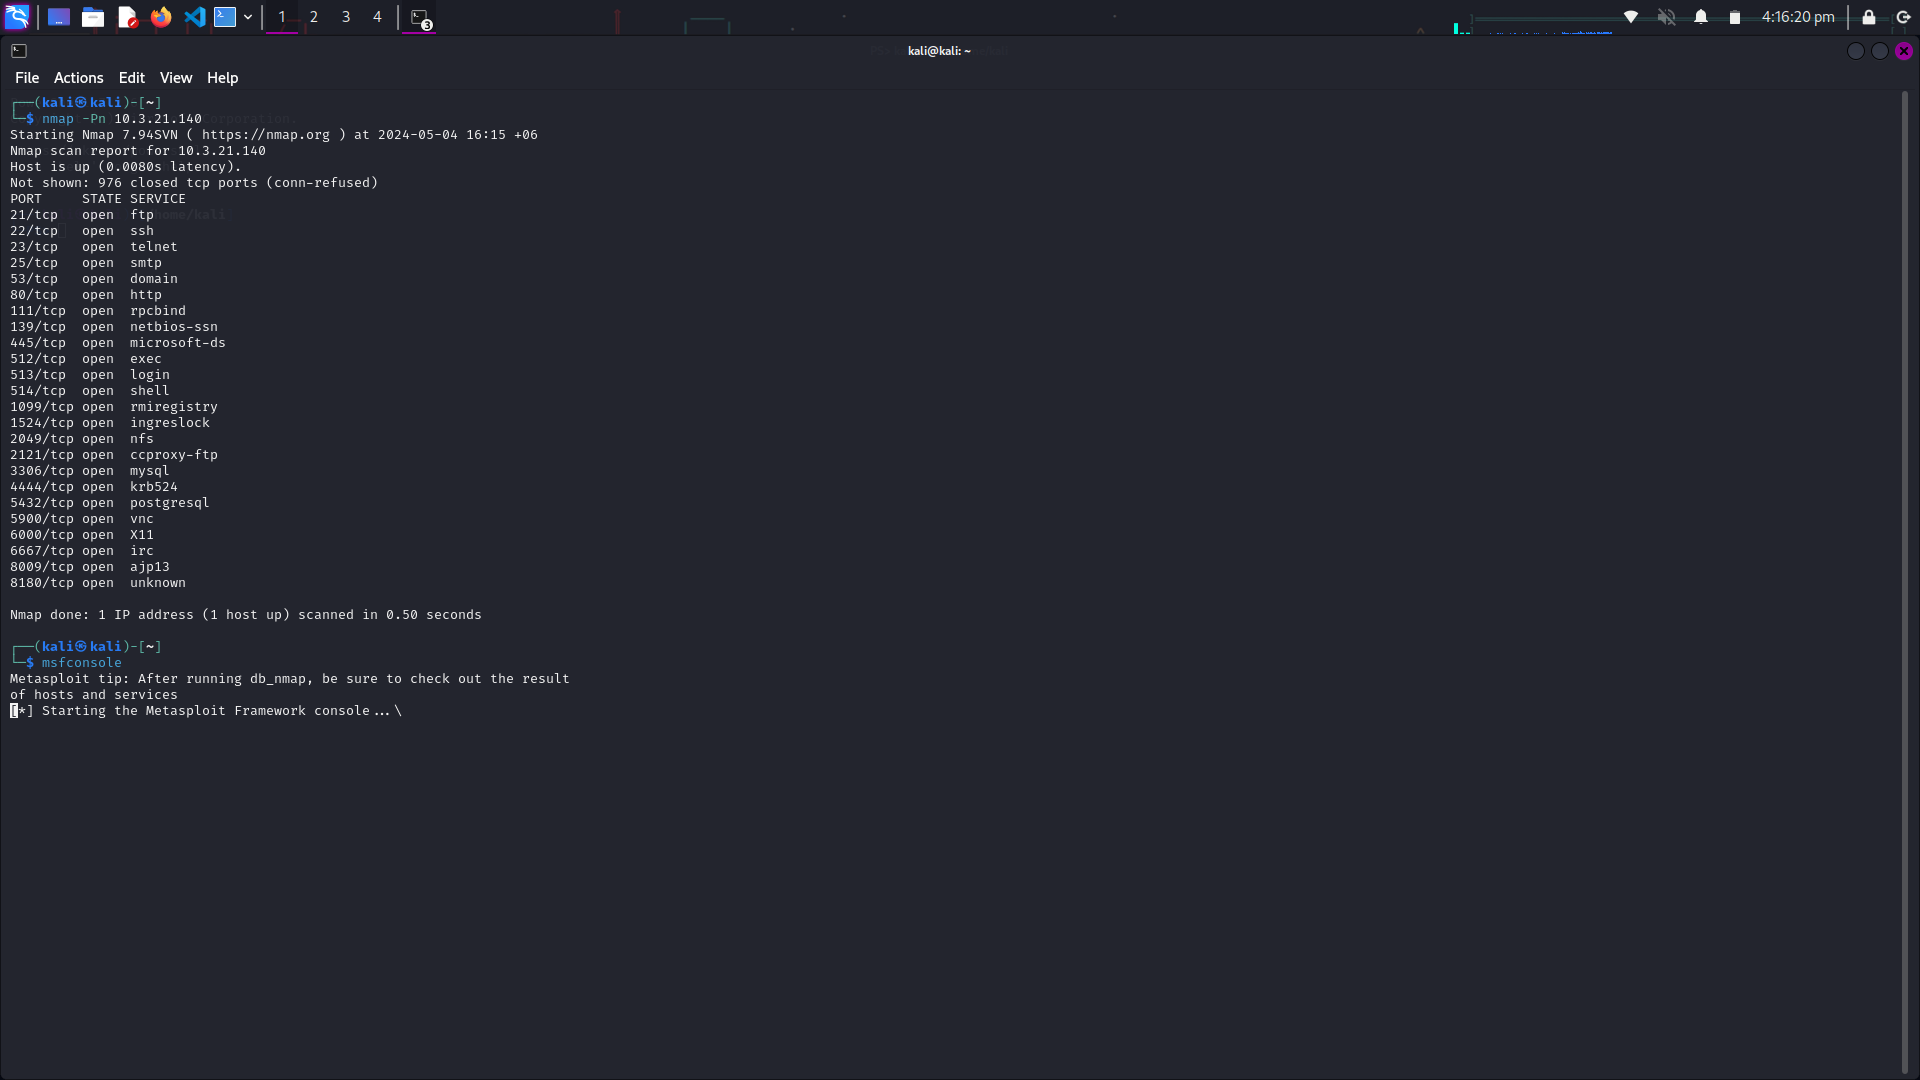 1 2 3 4 3 4:16:20 pm
kali@kali: ~
File Actions Edit View Help
┌──(kali㉿kali)-[~]
└─$ nmap -Pn 10.3.21.140
Starting Nmap 7.94SVN ( https://nmap.org ) at 2024-05-04 16:15 +06
Nmap scan report for 10.3.21.140
Host is up (0.0080s latency).
Not shown: 976 closed tcp ports (conn-refused)
PORT STATE SERVICE
21/tcp open ftp
22/tcp open ssh
23/tcp open telnet
25/tcp open smtp
53/tcp open domain
80/tcp open http
111/tcp open rpcbind
139/tcp open netbios-ssn
445/tcp open microsoft-ds
512/tcp open exec
513/tcp open login
514/tcp open shell
1099/tcp open rmiregistry
1524/tcp open ingreslock
2049/tcp open nfs
2121/tcp open ccproxy-ftp
3306/tcp open mysql
4444/tcp open krb524
5432/tcp open postgresql
5900/tcp open vnc
6000/tcp open X11
6667/tcp open irc
8009/tcp open ajp13
8180/tcp open unknown
Nmap done: 1 IP address (1 host up) scanned in 0.50 seconds
┌──(kali㉿kali)-[~]
└─$ msfconsole
Metasploit tip: After running db_nmap, be sure to check out the result
of hosts and services
[*] Starting the Metasploit Framework console...\